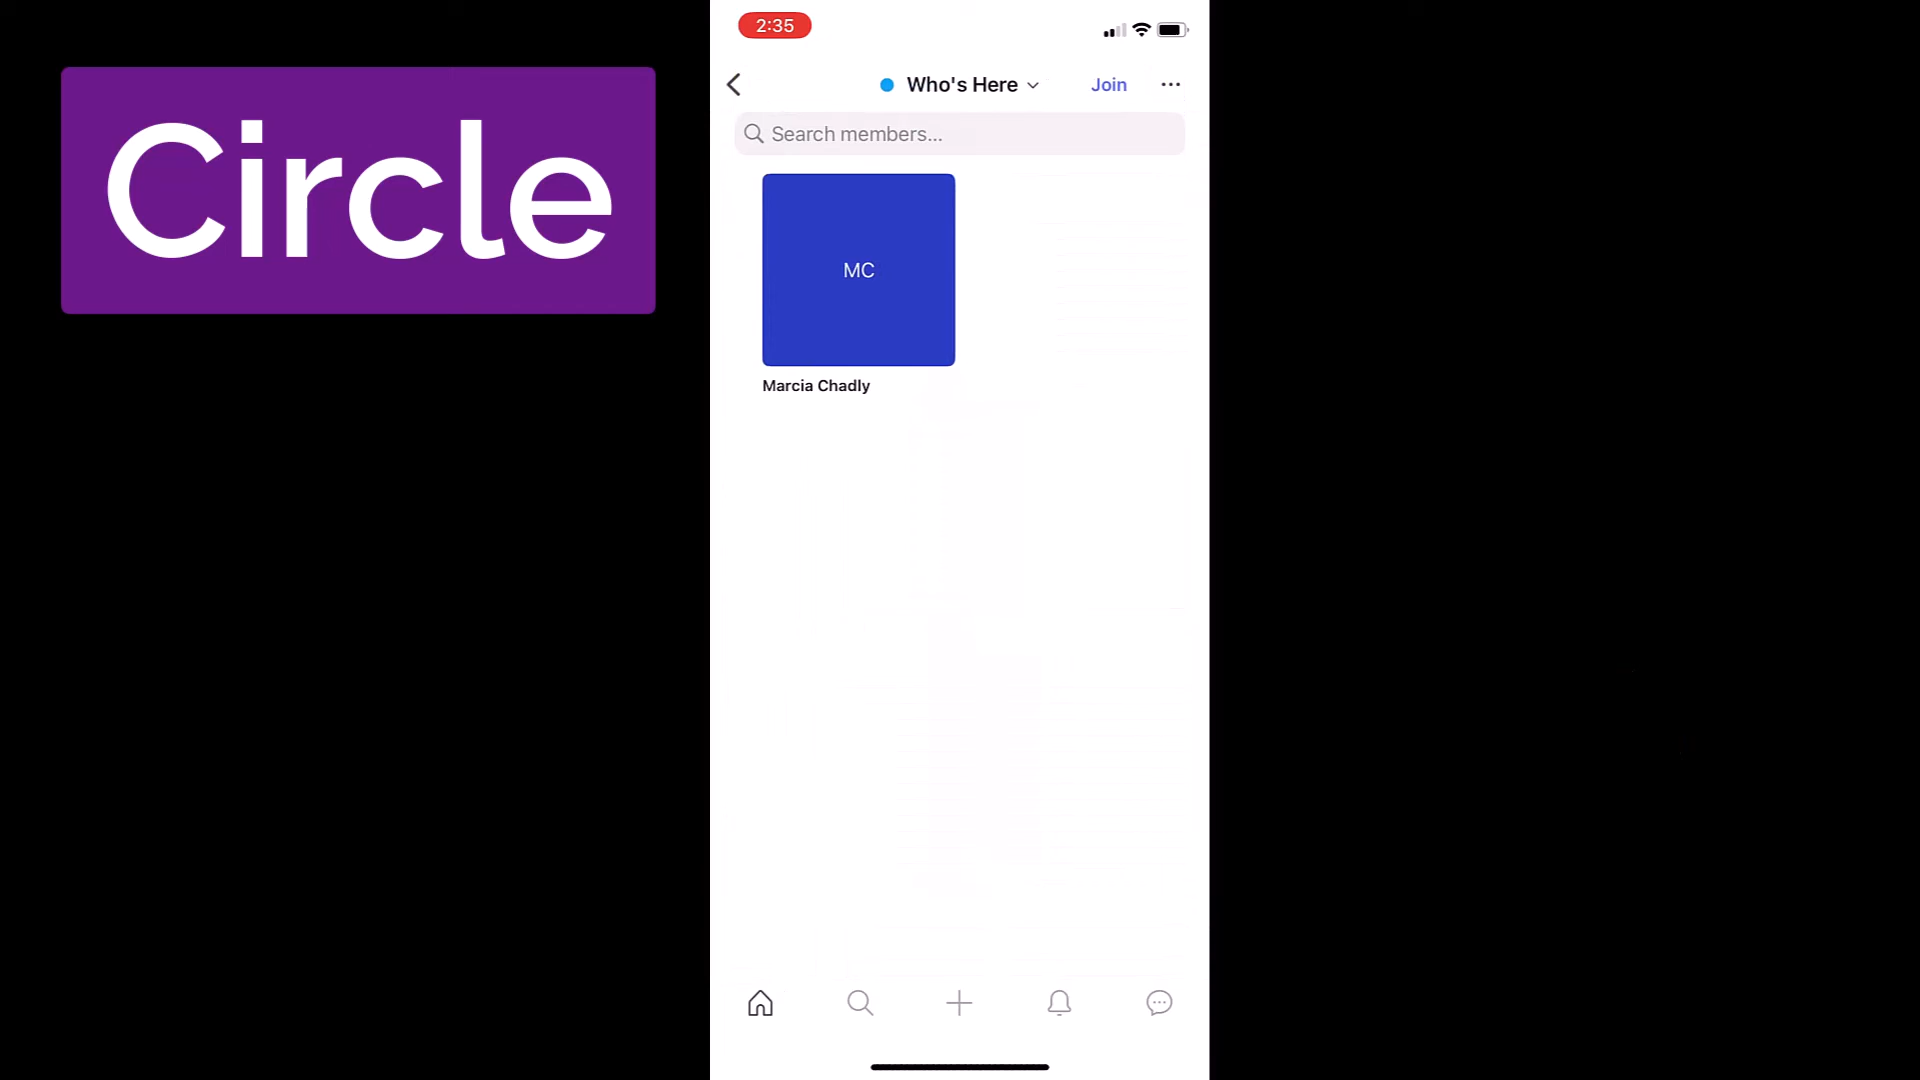 Circle
2:35
Who's Here
Join
Search members...
MC
Marcia Chadly